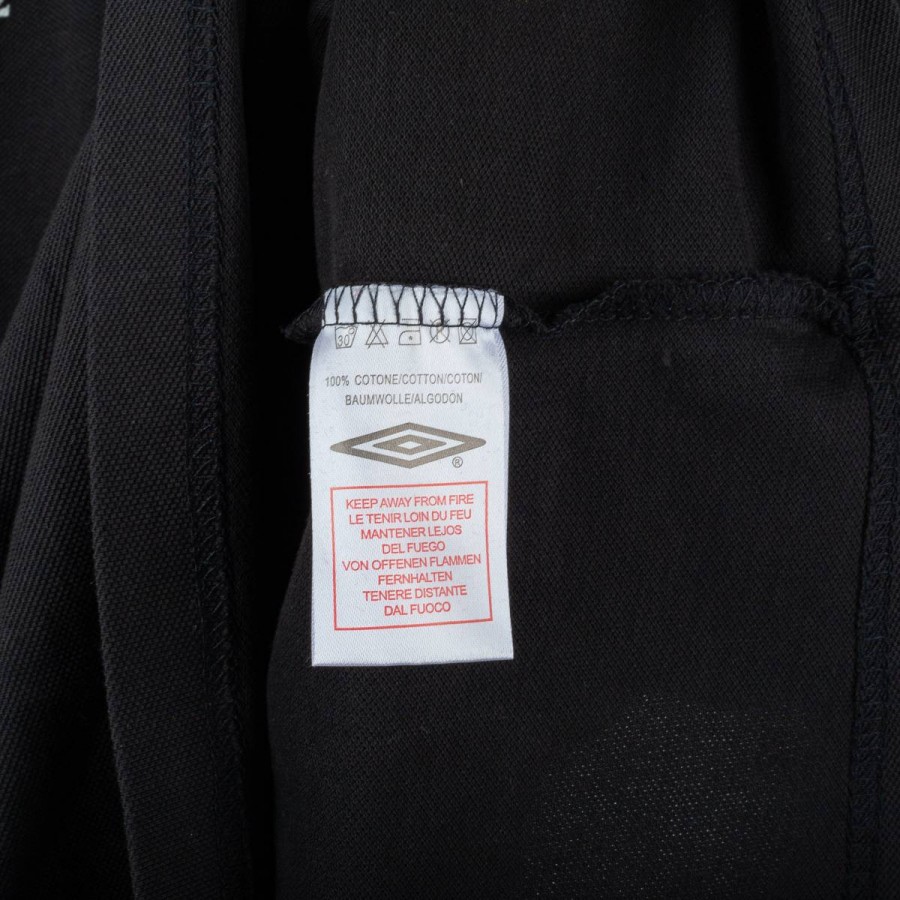 30
100% COTONE/COTTON/COTON/
BAUMWOLLE/ALGODON
®
KEEP AWAY FROM FIRE
LE TENIR LOIN DU FEU
MANTENER LEJOS
DEL FUEGO
VON OFFENEN FLAMMEN
FERNHALTEN
TENERE DISTANTE
DAL FUOCO